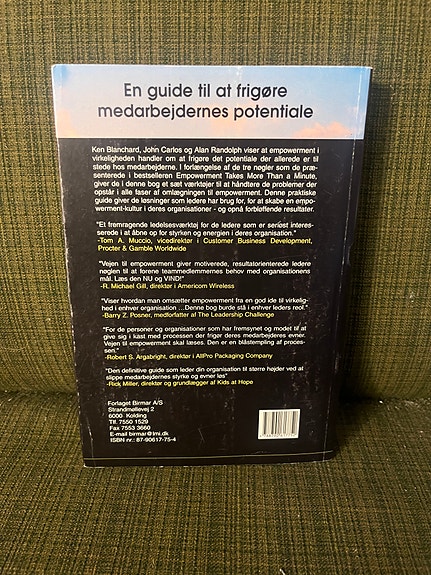 En guide til at frigøre
medarbejdernes potentiale
Ken Blanchard, John Carlos og Alan Randolph viser at empowerment i
virkeligheden handler om at frigøre det potentiale der allerede er til
stede hos medarbejderne. I forlængelse af de tre nøgler som de præ-
senterede i bestselleren Empowerment Takes More Than a Minute,
giver de i denne bog et sæt værktøjer til at håndtere de problemer der
opstår i alle faser af omlægningen til empowerment. Denne praktiske
guide giver de løsninger som ledere har brug for, for at skabe en empo-
werment-kultur i deres organisationer - og opnå forbløffende resultater.
"Et fremragende ledelsesværktøj for de ledere som er seriøst interes-
serede i at åbne op for styrken og energien i deres organisation."
-Tom A. Muccio, vicedirektør i Customer Business Development,
Procter & Gamble Worldwide
"Vejen til empowerment giver motiverede, resultatorienterede ledere
nøglen til at forene teammedlemmernes behov med organisationens
mål. Læs den NU og VIND!"
-R. Michael Gill, direktør i Americom Wireless
"Viser hvordan man omsætter empowerment fra en god ide til virkelig-
hed i enhver organisation ...Denne bog burde stå i enhver leders reol."
-Barry Z. Posner, medforfatter af The Leadership Challenge
"For de personer og organisationer som har fremsynet og modet til at
give sig i kast med processen der frigør deres medarbejderes evner.
Vejen til empowerment skal læses. Den er en blåstempling af proces-
sen."
-Robert S. Argabright, direktør i AllPro Packaging Company
"Den definitive guide som leder din organisation til større højder ved at
slippe medarbejdernes styrke og evner løs"
-Rick Miller, direktør og grundlægger af Kids at Hope
Forlaget Birmar A/S
Strandmøllevej 2
6000 Kolding
Tlf. 7550 1529
Fax 7553 3660
E-mail birmar@lmi.dk
ISBN nr.: 87-90617-75-4